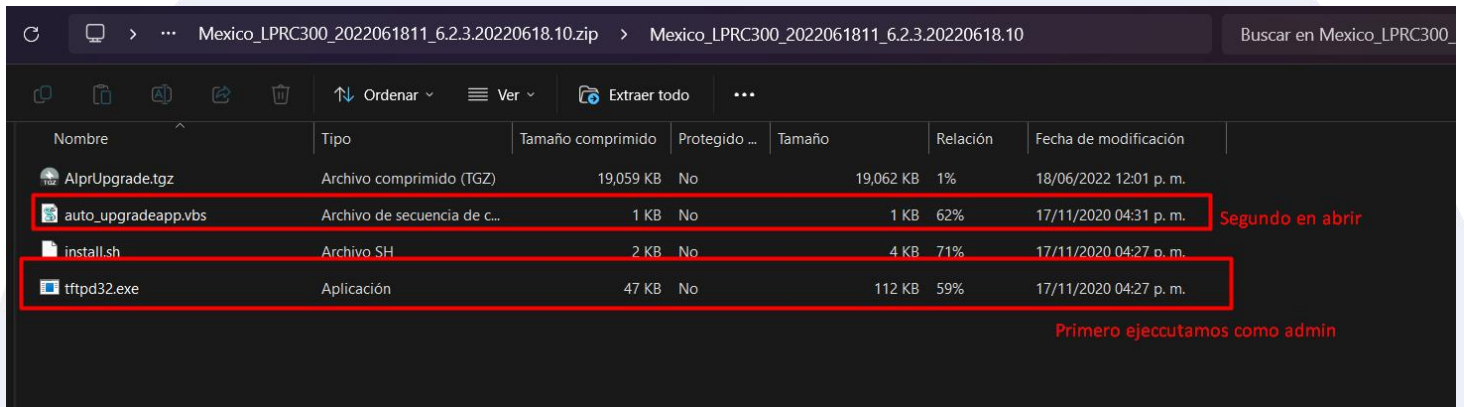 Mexico_LPRC300_2022061811_6.2.3.20220618.10.zip > Mexico_LPRC300_2022061811_6.2.3.20220618.10 Buscar en Mexico_LPRC300_
Ordenar Ver Extraer todo ...
Nombre Tipo Tamaño comprimido Protegido ... Tamaño Relación Fecha de modificación
AlprUpgrade.tgz Archivo comprimido (TGZ) 19,059 KB No 19,062 KB 1% 18/06/2022 12:01 p. m.
auto_upgradeapp.vbs Archivo de secuencia de c... 1 KB No 1 KB 62% 17/11/2020 04:31 p. m. Segundo en abrir
install.sh Archivo SH 2 KB No 4 KB 71% 17/11/2020 04:27 p. m.
tftpd32.exe Aplicación 47 KB No 112 KB 59% 17/11/2020 04:27 p. m.
Primero ejeccutamos como admin